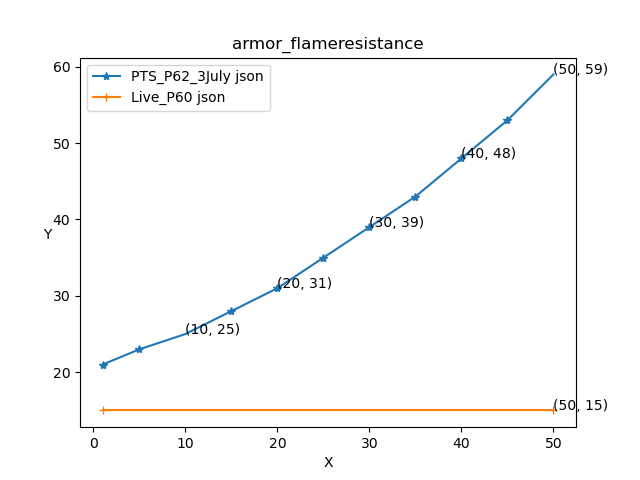 armor_flameresistance
PTS_P62_3July json
Live_P60 json
60
50
40
30
20
Y
(50, 59)
(40, 48)
(30, 39)
(20, 31)
(10, 25)
(50, 15)
0 10 20 30 40 50
X